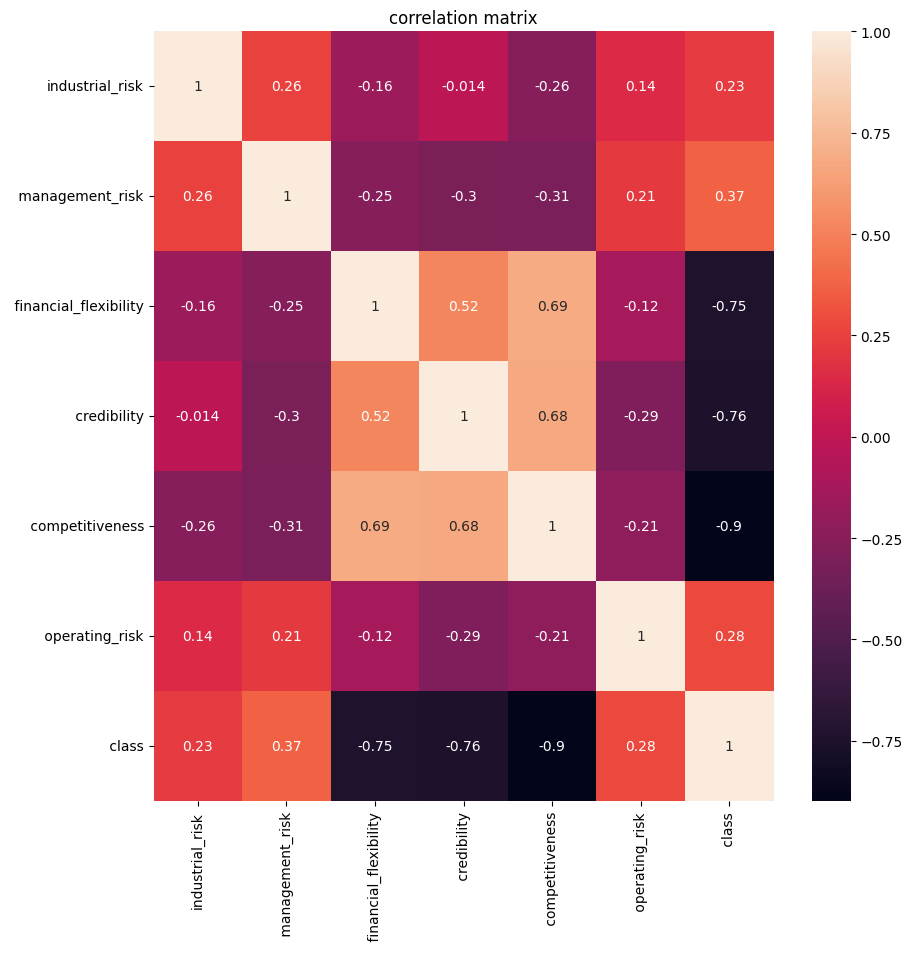 correlation matrix
industrial_risk 1 0.26 -0.16 -0.014 -0.26 0.14 0.23
management_risk 0.26 1 -0.25 -0.3 -0.31 0.21 0.37
financial_flexibility -0.16 -0.25 1 0.52 0.69 -0.12 -0.75
credibility -0.014 -0.3 0.52 1 0.68 -0.29 -0.76
competitiveness -0.26 -0.31 0.69 0.68 1 -0.21 -0.9
operating_risk 0.14 0.21 -0.12 -0.29 -0.21 1 0.28
class 0.23 0.37 -0.75 -0.76 -0.9 0.28 1
industrial_risk
management_risk
financial_flexibility
credibility
competitiveness
operating_risk
class
1.00
0.75
0.50
0.25
0.00
−0.25
−0.50
−0.75